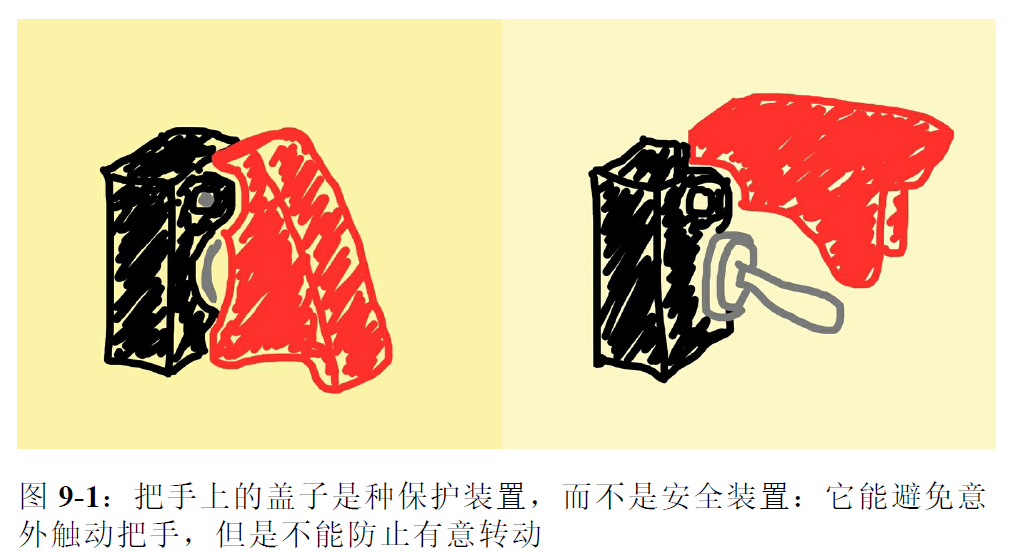 图 9-1：把手上的盖子是种保护装置，而不是安全装置：它能避免意
外触动把手，但是不能防止有意转动